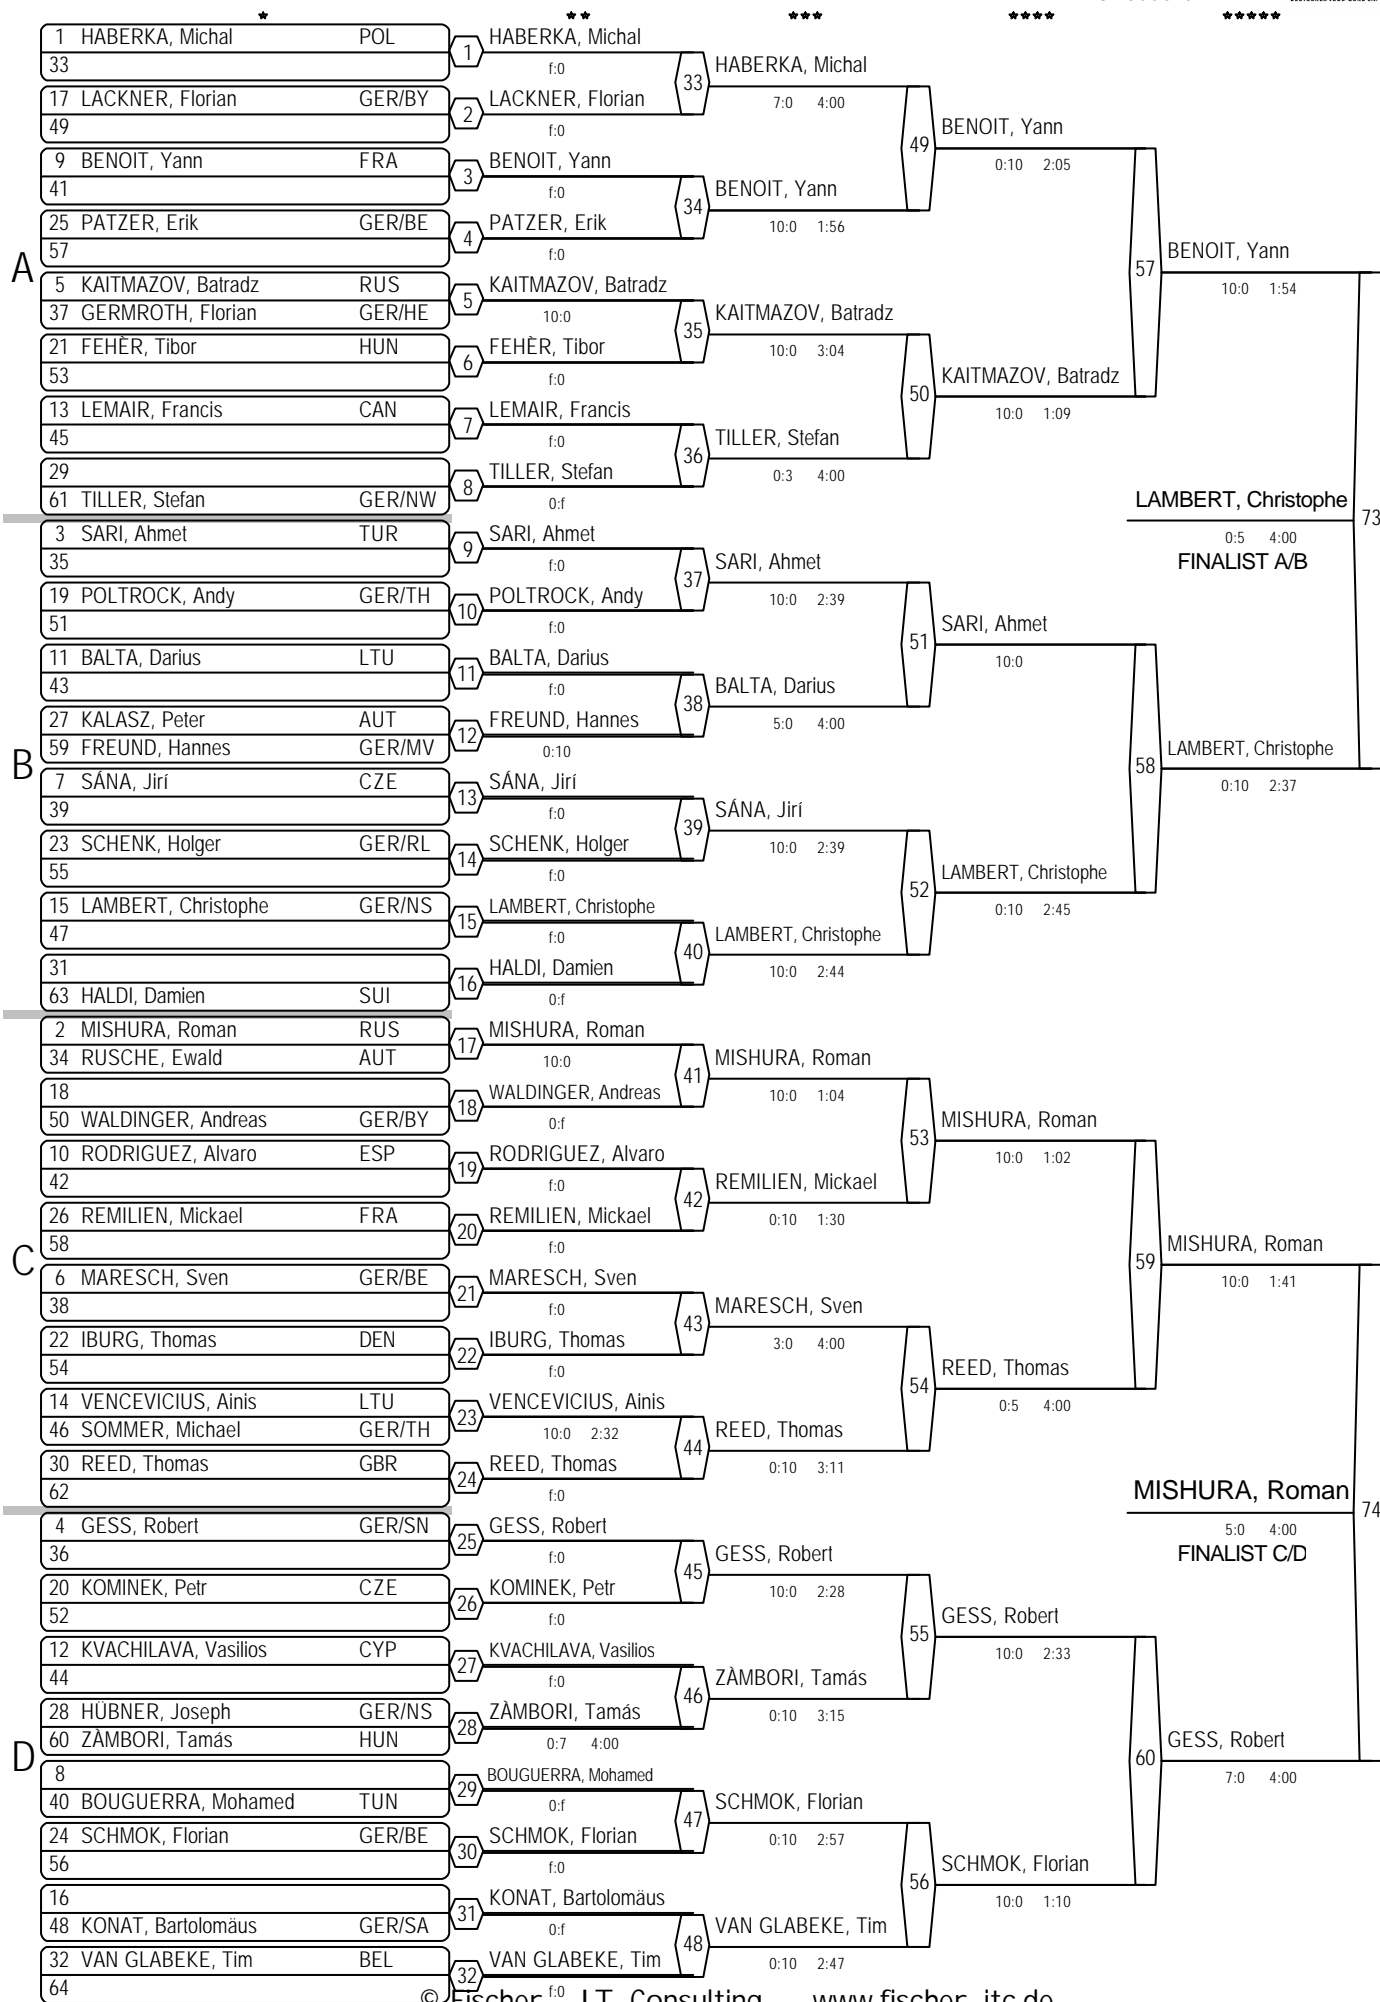 * ** *** **** *****
1 HABERKA, Michal POL
33
1 HABERKA, Michal
f:0
17 LACKNER, Florian GER/BY
49
2 LACKNER, Florian
f:0
33 HABERKA, Michal
7:0 4:00
9 BENOIT, Yann FRA
41
3 BENOIT, Yann
f:0
25 PATZER, Erik GER/BE
57
4 PATZER, Erik
f:0
34 BENOIT, Yann
10:0 1:56
49 BENOIT, Yann
0:10 2:05
A
5 KAITMAZOV, Batradz RUS
37 GERMROTH, Florian GER/HE
5 KAITMAZOV, Batradz
10:0
21 FEHÈR, Tibor HUN
53
6 FEHÈR, Tibor
f:0
35 KAITMAZOV, Batradz
10:0 3:04
13 LEMAIR, Francis CAN
45
7 LEMAIR, Francis
f:0
29
61 TILLER, Stefan GER/NW
8 TILLER, Stefan
0:f
36 TILLER, Stefan
0:3 4:00
50 KAITMAZOV, Batradz
10:0 1:09
57 BENOIT, Yann
10:0 1:54
3 SARI, Ahmet TUR
35
9 SARI, Ahmet
f:0
19 POLTROCK, Andy GER/TH
51
10 POLTROCK, Andy
f:0
37 SARI, Ahmet
10:0 2:39
11 BALTA, Darius LTU
43
11 BALTA, Darius
f:0
27 KALASZ, Peter AUT
59 FREUND, Hannes GER/MV
12 FREUND, Hannes
0:10
38 BALTA, Darius
5:0 4:00
51 SARI, Ahmet
10:0
B
7 SÁNA, Jirí CZE
39
13 SÁNA, Jirí
f:0
23 SCHENK, Holger GER/RL
55
14 SCHENK, Holger
f:0
39 SÁNA, Jirí
10:0 2:39
15 LAMBERT, Christophe GER/NS
47
15 LAMBERT, Christophe
f:0
31
63 HALDI, Damien SUI
16 HALDI, Damien
0:f
40 LAMBERT, Christophe
10:0 2:44
52 LAMBERT, Christophe
0:10 2:45
58 LAMBERT, Christophe
0:10 2:37
LAMBERT, Christophe 73
0:5 4:00
FINALIST A/B
2 MISHURA, Roman RUS
34 RUSCHE, Ewald AUT
17 MISHURA, Roman
10:0
18
50 WALDINGER, Andreas GER/BY
18 WALDINGER, Andreas
0:f
41 MISHURA, Roman
10:0 1:04
10 RODRIGUEZ, Alvaro ESP
42
19 RODRIGUEZ, Alvaro
f:0
26 REMILIEN, Mickael FRA
58
20 REMILIEN, Mickael
f:0
42 REMILIEN, Mickael
0:10 1:30
53 MISHURA, Roman
10:0 1:02
C
6 MARESCH, Sven GER/BE
38
21 MARESCH, Sven
f:0
22 IBURG, Thomas DEN
54
22 IBURG, Thomas
f:0
43 MARESCH, Sven
3:0 4:00
14 VENCEVICIUS, Ainis LTU
46 SOMMER, Michael GER/TH
23 VENCEVICIUS, Ainis
10:0 2:32
30 REED, Thomas GBR
62
24 REED, Thomas
f:0
44 REED, Thomas
0:10 3:11
54 REED, Thomas
0:5 4:00
59 MISHURA, Roman
10:0 1:41
4 GESS, Robert GER/SN
36
25 GESS, Robert
f:0
20 KOMINEK, Petr CZE
52
26 KOMINEK, Petr
f:0
45 GESS, Robert
10:0 2:28
12 KVACHILAVA, Vasilios CYP
44
27 KVACHILAVA, Vasilios
f:0
28 HÜBNER, Joseph GER/NS
60 ZÀMBORI, Tamás HUN
28 ZÀMBORI, Tamás
0:7 4:00
46 ZÀMBORI, Tamás
0:10 3:15
55 GESS, Robert
10:0 2:33
D
8
40 BOUGUERRA, Mohamed TUN
29 BOUGUERRA, Mohamed
0:f
24 SCHMOK, Florian GER/BE
56
30 SCHMOK, Florian
f:0
47 SCHMOK, Florian
0:10 2:57
16
48 KONAT, Bartolomäus GER/SA
31 KONAT, Bartolomäus
0:f
32 VAN GLABEKE, Tim BEL
64
32 VAN GLABEKE, Tim
f:0
48 VAN GLABEKE, Tim
0:10 2:47
56 SCHMOK, Florian
10:0 1:10
60 GESS, Robert
7:0 4:00
MISHURA, Roman 74
5:0 4:00
FINALIST C/D
© Fischer I.T. Consulting www.fischer-itc.de